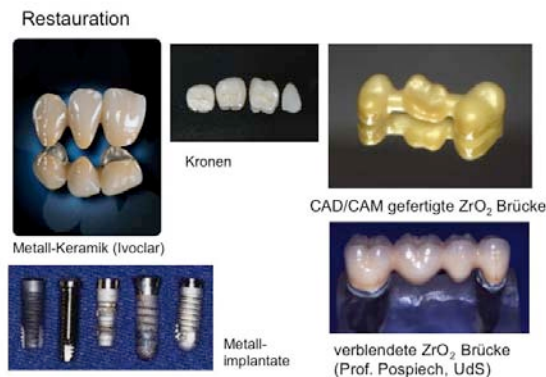 Restauration
Kronen
CAD/CAM gefertigte ZrO₂ Brücke
Metall-Keramik (Ivoclar)
Metall-
implantate
verblendete ZrO₂ Brücke
(Prof. Pospiech, UdS)